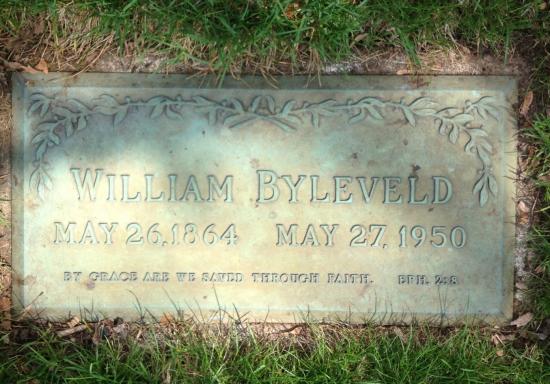 WILLIAM BYLEVELD
MAY 26, 1864 MAY 27, 1950
BY GRACE ARE WE SAVED THROUGH FAITH. EPH. 2:8